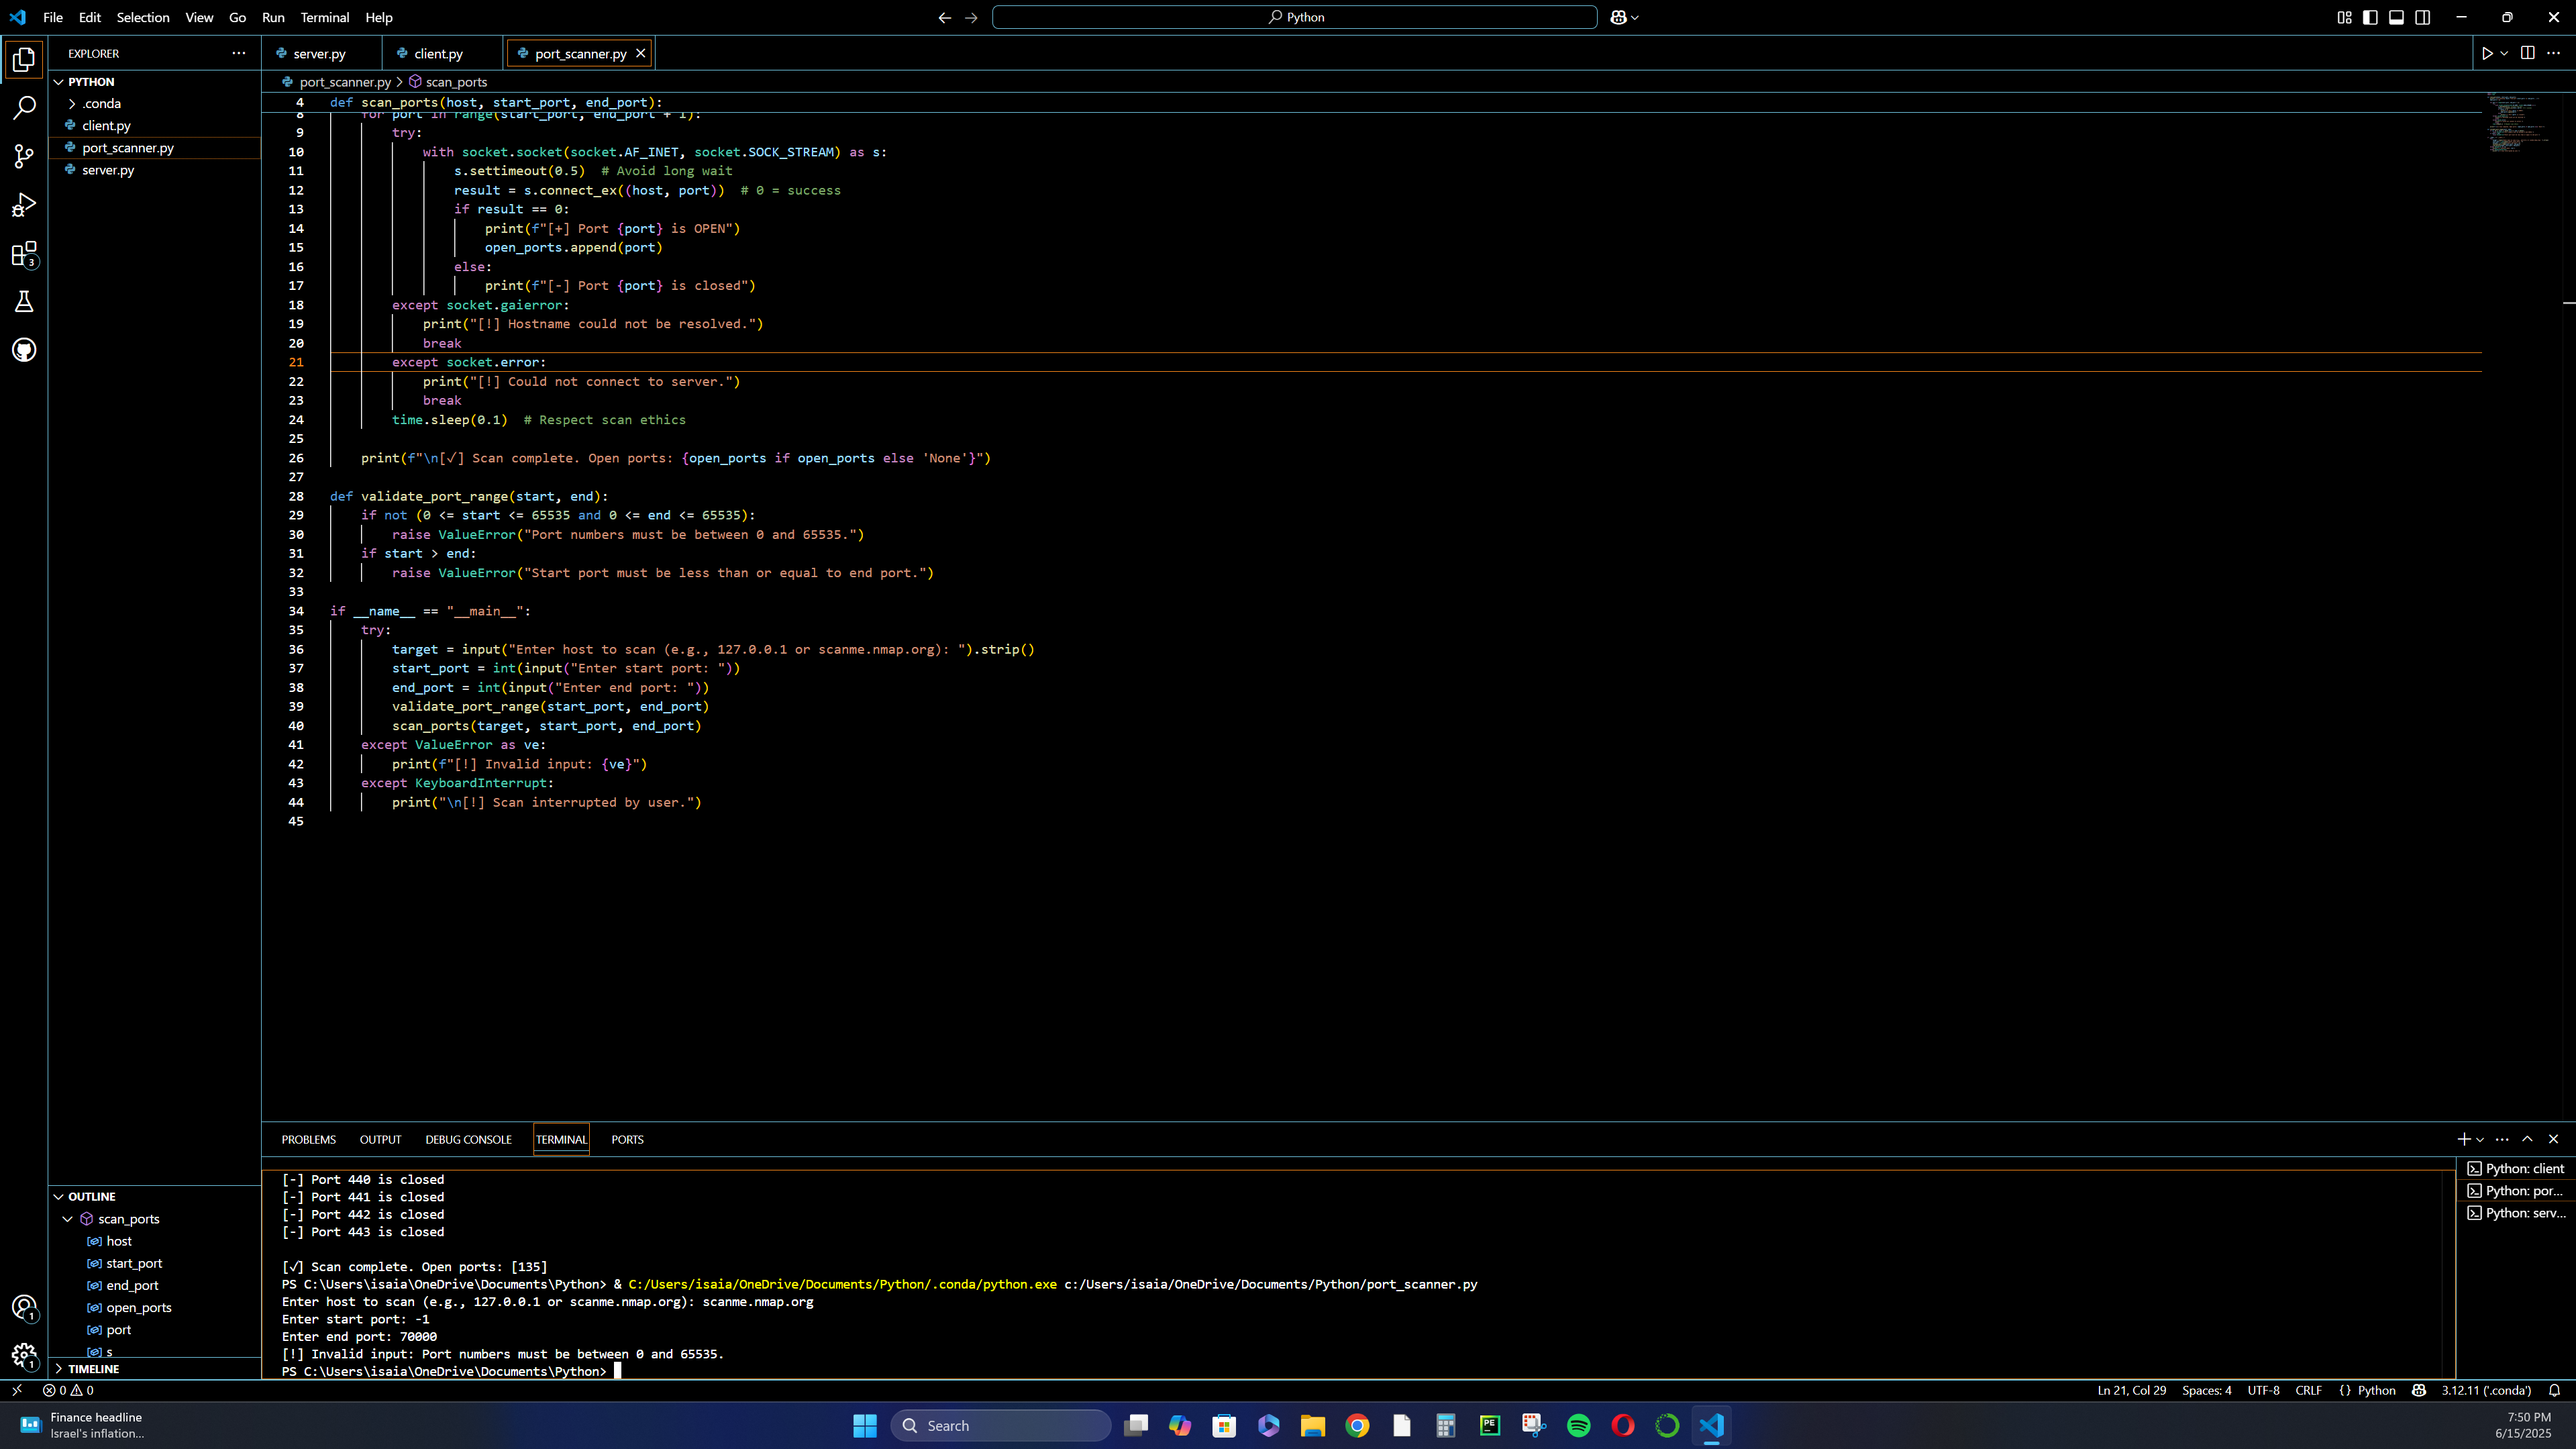 File Edit Selection View Go Run Terminal Help
Python
EXPLORER
server.py
client.py
port_scanner.py
PYTHON
.conda
client.py
port_scanner.py
server.py
port_scanner.py > scan_ports
4 def scan_ports(host, start_port, end_port):
8 for port in range(start_port, end_port + 1):
9 try:
10 with socket.socket(socket.AF_INET, socket.SOCK_STREAM) as s:
11 s.settimeout(0.5)  # Avoid long wait
12 result = s.connect_ex((host, port))  # 0 = success
13 if result == 0:
14 print(f"[+] Port {port} is OPEN")
15 open_ports.append(port)
16 else:
17 print(f"[-] Port {port} is closed")
18 except socket.gaierror:
19 print("[!] Hostname could not be resolved.")
20 break
21 except socket.error:
22 print("[!] Could not connect to server.")
23 break
24 time.sleep(0.1)  # Respect scan ethics
25
26 print(f"\n[✓] Scan complete. Open ports: {open_ports if open_ports else 'None'}")
27
28 def validate_port_range(start, end):
29 if not (0 <= start <= 65535 and 0 <= end <= 65535):
30 raise ValueError("Port numbers must be between 0 and 65535.")
31 if start > end:
32 raise ValueError("Start port must be less than or equal to end port.")
33
34 if __name__ == "__main__":
35 try:
36 target = input("Enter host to scan (e.g., 127.0.0.1 or scanme.nmap.org): ").strip()
37 start_port = int(input("Enter start port: "))
38 end_port = int(input("Enter end port: "))
39 validate_port_range(start_port, end_port)
40 scan_ports(target, start_port, end_port)
41 except ValueError as ve:
42 print(f"[!] Invalid input: {ve}")
43 except KeyboardInterrupt:
44 print("\n[!] Scan interrupted by user.")
45
3
OUTLINE
scan_ports
host
start_port
end_port
open_ports
port
s
TIMELINE
1
1
PROBLEMS OUTPUT DEBUG CONSOLE TERMINAL PORTS
[-] Port 440 is closed
[-] Port 441 is closed
[-] Port 442 is closed
[-] Port 443 is closed
[✓] Scan complete. Open ports: [135]
PS C:\Users\isaia\OneDrive\Documents\Python> & C:/Users/isaia/OneDrive/Documents/Python/.conda/python.exe c:/Users/isaia/OneDrive/Documents/Python/port_scanner.py
Enter host to scan (e.g., 127.0.0.1 or scanme.nmap.org): scanme.nmap.org
Enter start port: -1
Enter end port: 70000
[!] Invalid input: Port numbers must be between 0 and 65535.
PS C:\Users\isaia\OneDrive\Documents\Python>
Python: client
Python: por...
Python: serv...
0 0
Ln 21, Col 29 Spaces: 4 UTF-8 CRLF {} Python 3.12.11 ('.conda')
Finance headline
Israel's inflation...
Search
PE
7:50 PM
6/15/2025